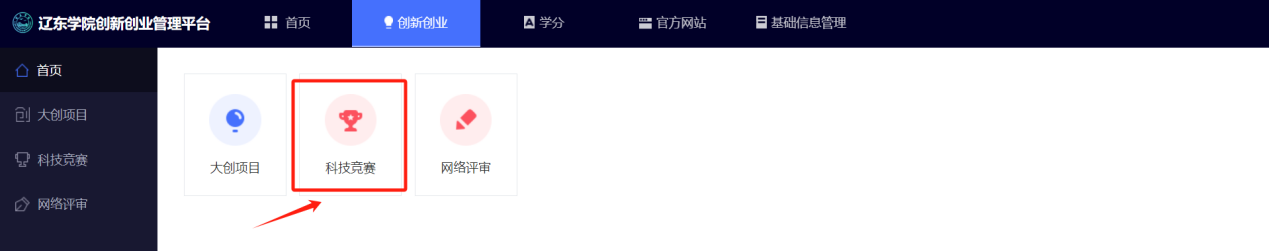 辽东学院创新创业管理平台
首页
创新创业
学分
官方网站
基础信息管理
首页
大创项目
科技竞赛
网络评审
大创项目
科技竞赛
网络评审